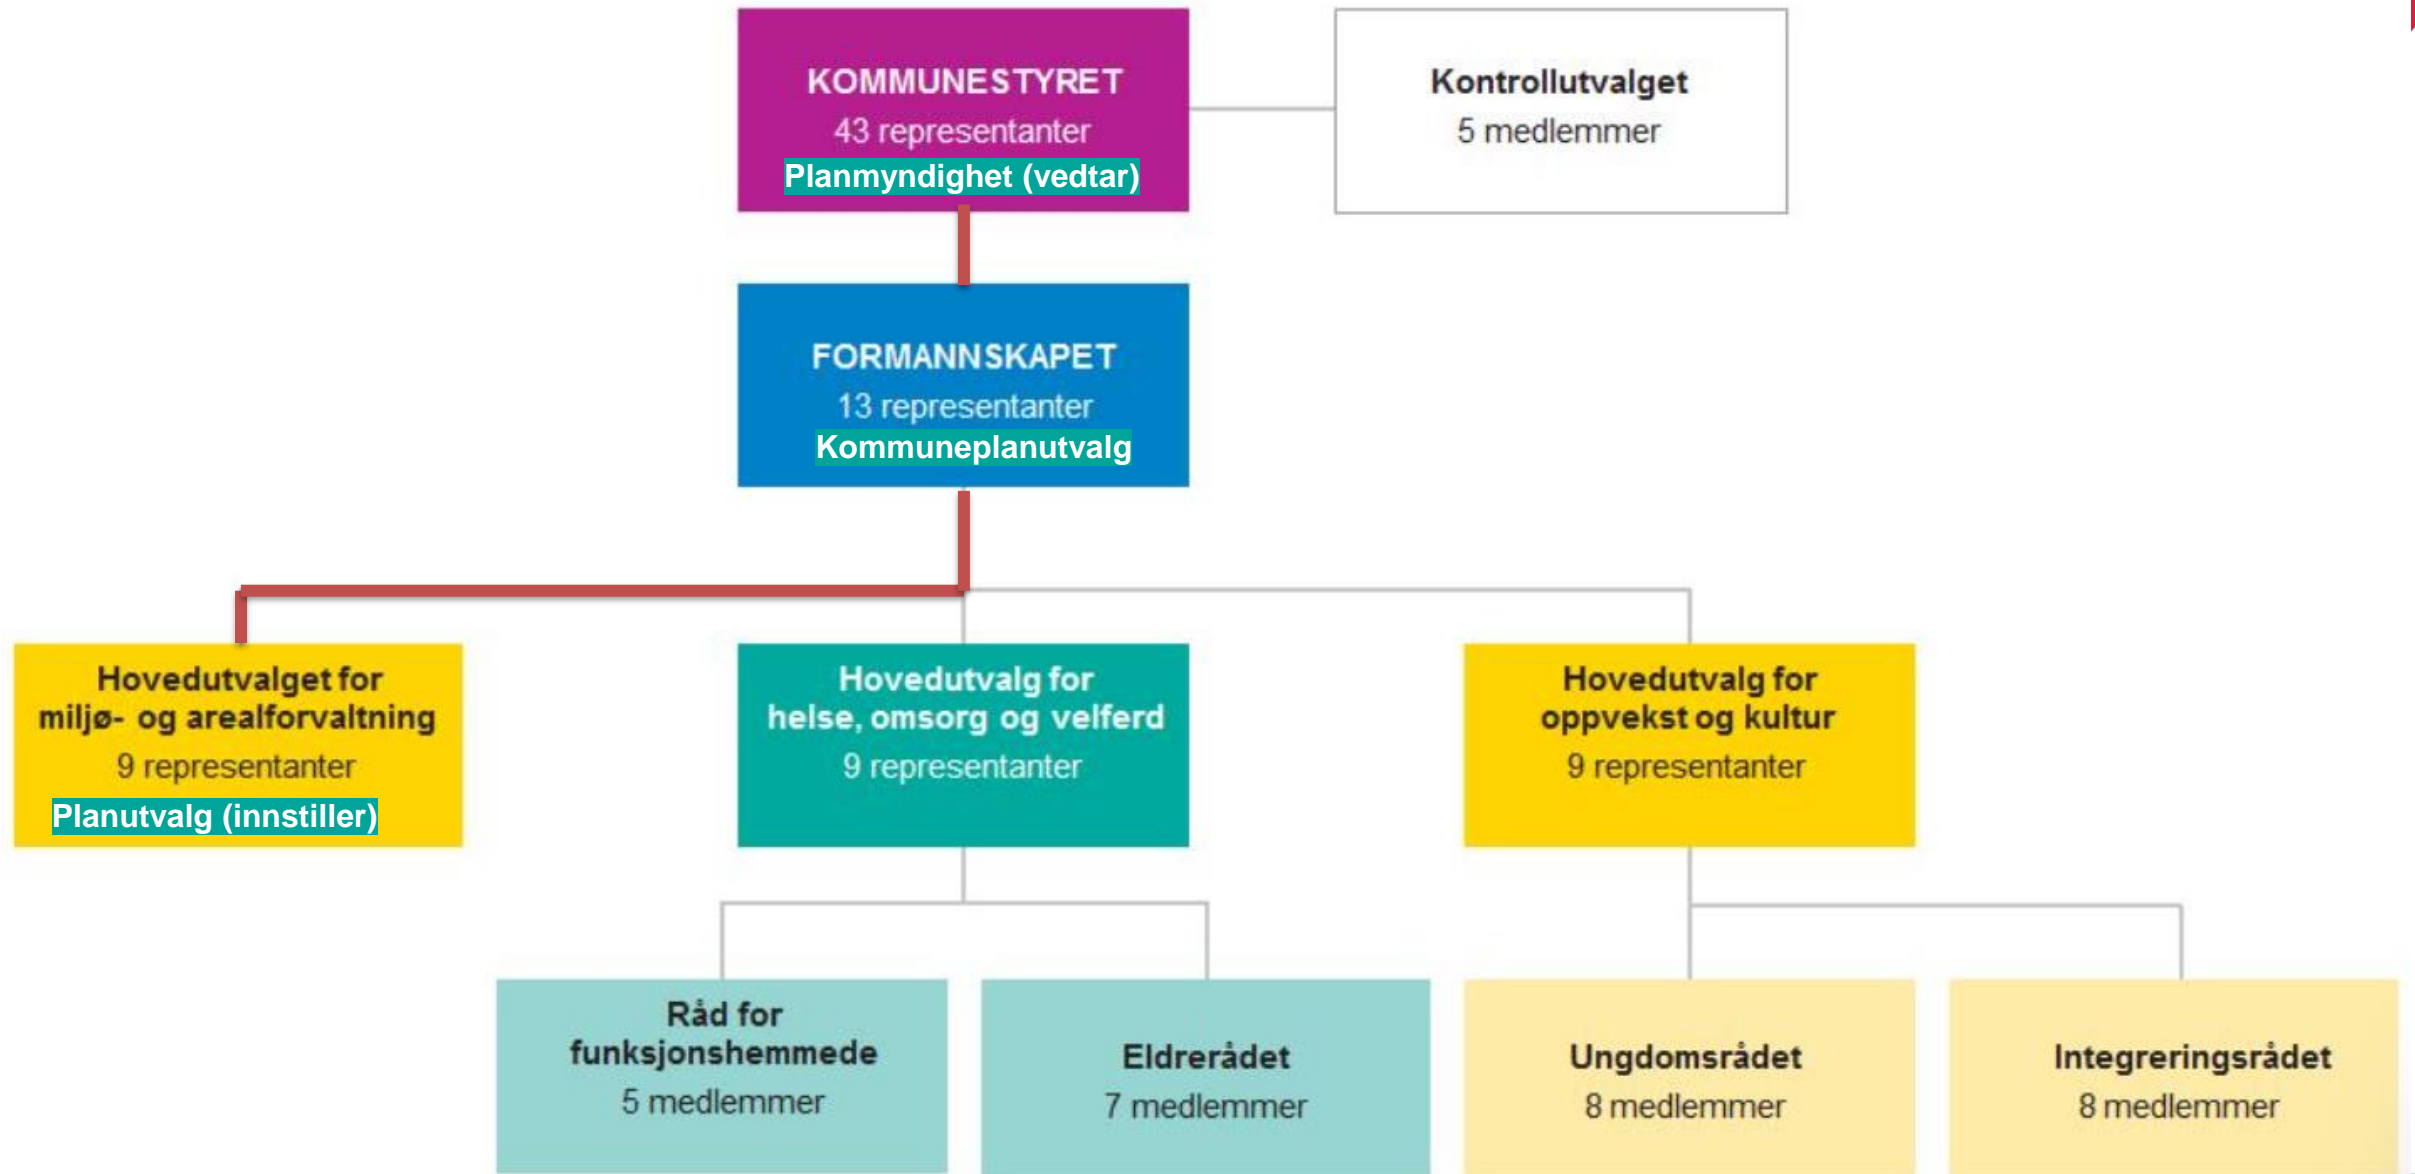 KOMMUNESTYRET
43 representanter
Planmyndighet (vedtar)
Kontrollutvalget
5 medlemmer
FORMANNSKAPET
13 representanter
Kommuneplanutvalg
Hovedutvalget for
miljø- og arealforvaltning
9 representanter
Planutvalg (innstiller)
Hovedutvalg for
helse, omsorg og velferd
9 representanter
Hovedutvalg for
oppvekst og kultur
9 representanter
Råd for
funksjonshemmede
5 medlemmer
Eldrerådet
7 medlemmer
Ungdomsrådet
8 medlemmer
Integreringsrådet
8 medlemmer